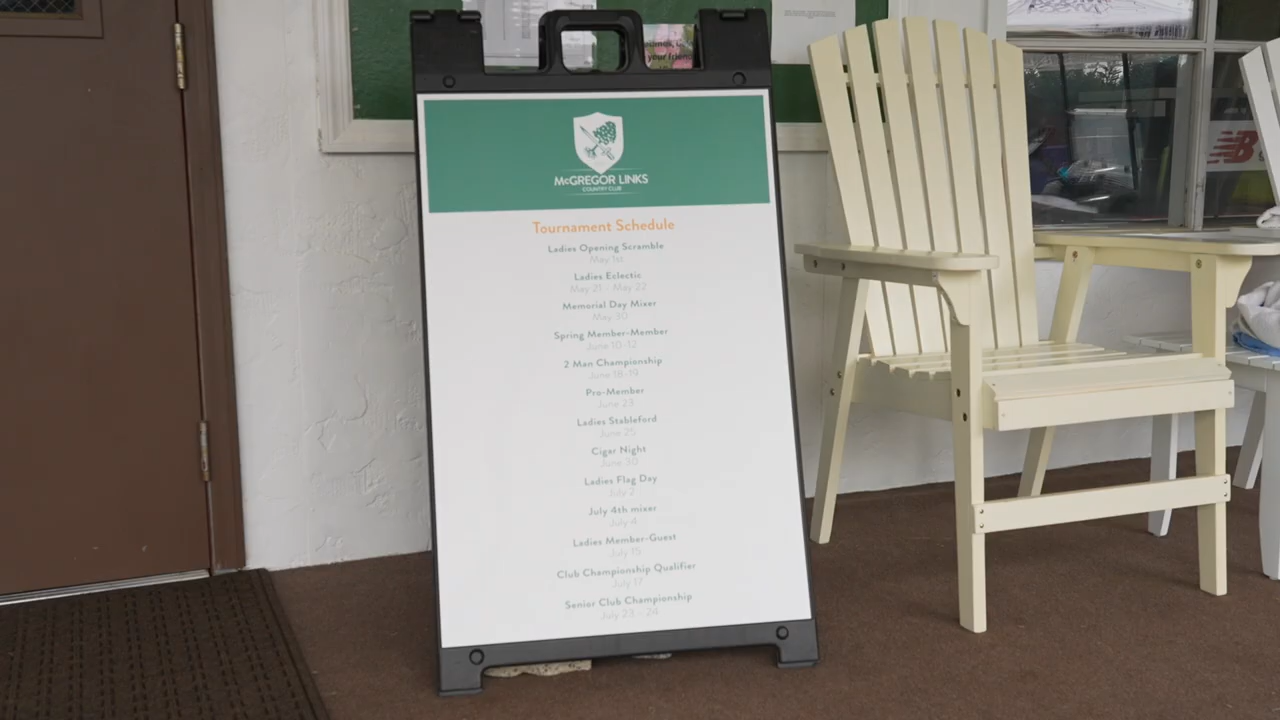 your friend
McGREGOR LINKS
COUNTRY CLUB
Tournament Schedule
Ladies Opening Scramble
May 1st
Ladies Eclectic
May 21 - May 22
Memorial Day Mixer
May 30
Spring Member-Member
June 10-12
2 Man Championship
June 18-19
Pro-Member
June 23
Ladies Stableford
June 25
Cigar Night
June 30
Ladies Flag Day
July 2
July 4th mixer
July 4
Ladies Member-Guest
July 15
Club Championship Qualifier
July 17
Senior Club Championship
July 23 - 24